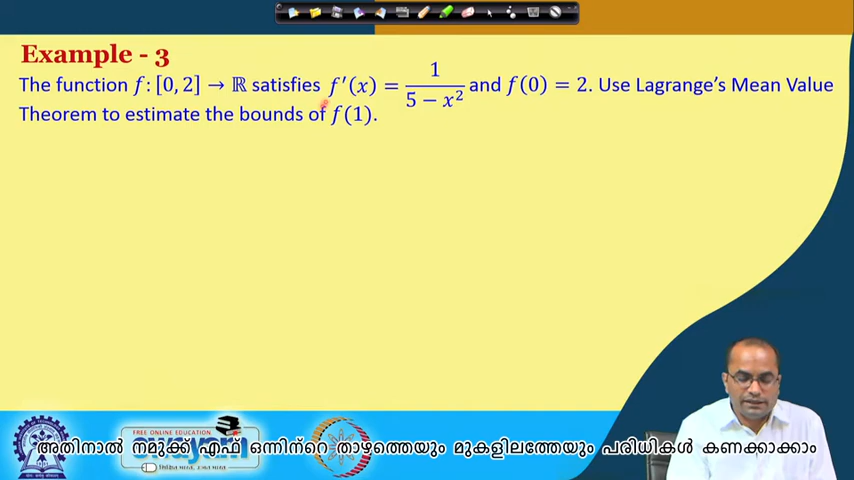 Example - 3
The function f: [0, 2] → ℝ satisfies f′(x) = 1 / (5 − x²) and f(0) = 2. Use Lagrange's Mean Value
Theorem to estimate the bounds of f(1).
FREE ONLINE EDUCATION
swayam
അതിനാൽ നമുക്ക് എഫ് ഒന്നിന്റെ താഴത്തെയും മുകളിലത്തേയും പരിധികൾ കണക്കാക്കാം